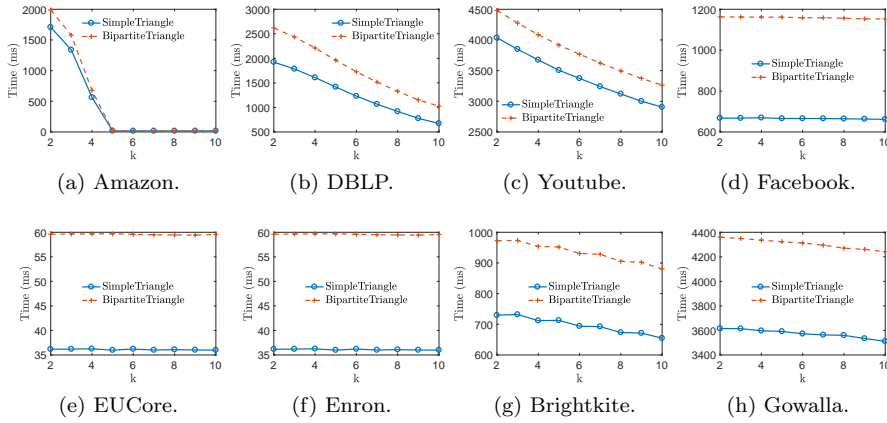 2000
1500
1000
500
0
Time (ms)
SimpleTriangle
BipartiteTriangle
2 4 6 8 10
k
(a) Amazon.
3000
2500
2000
1500
1000
500
Time (ms)
SimpleTriangle
BipartiteTriangle
2 4 6 8 10
k
(b) DBLP.
4500
4000
3500
3000
2500
Time (ms)
SimpleTriangle
BipartiteTriangle
2 4 6 8 10
k
(c) Youtube.
1200
1000
800
600
Time (ms)
SimpleTriangle
BipartiteTriangle
2 4 6 8 10
k
(d) Facebook.
60
55
50
45
40
35
Time (ms)
SimpleTriangle
BipartiteTriangle
2 4 6 8 10
k
(e) EUCore.
60
55
50
45
40
35
Time (ms)
SimpleTriangle
BipartiteTriangle
2 4 6 8 10
k
(f) Enron.
1000
900
800
700
600
Time (ms)
SimpleTriangle
BipartiteTriangle
2 4 6 8 10
k
(g) Brightkite.
4400
4200
4000
3800
3600
3400
Time (ms)
SimpleTriangle
BipartiteTriangle
2 4 6 8 10
k
(h) Gowalla.